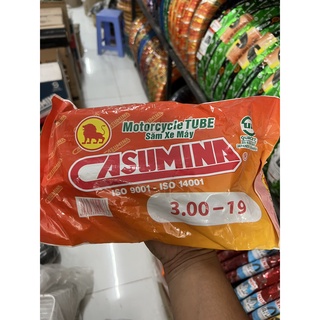 Motorcycle TUBE
Săm Xe Máy
CASUMINA
ISO 9001 - ISO 14001
3.00-19